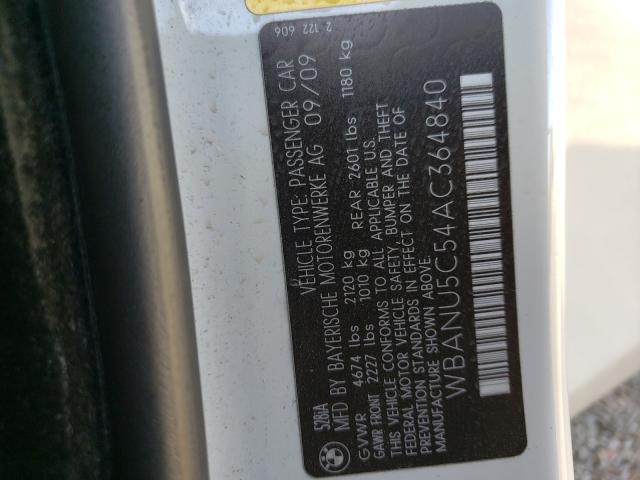 2 122 606
528iA
VEHICLE TYPE: PASSENGER CAR
MFD BY BAYERISCHE MOTORENWERKE AG 09/09
GVWR 4674 lbs 2120 kg
GAWR FRONT 2227 lbs 1010 kg REAR 2601 lbs 1180 kg
THIS VEHICLE CONFORMS TO ALL APPLICABLE U.S.
FEDERAL MOTOR VEHICLE SAFETY, BUMPER AND THEFT
PREVENTION STANDARDS IN EFFECT ON THE DATE OF
MANUFACTURE SHOWN ABOVE.
WBANU5C54AC364840